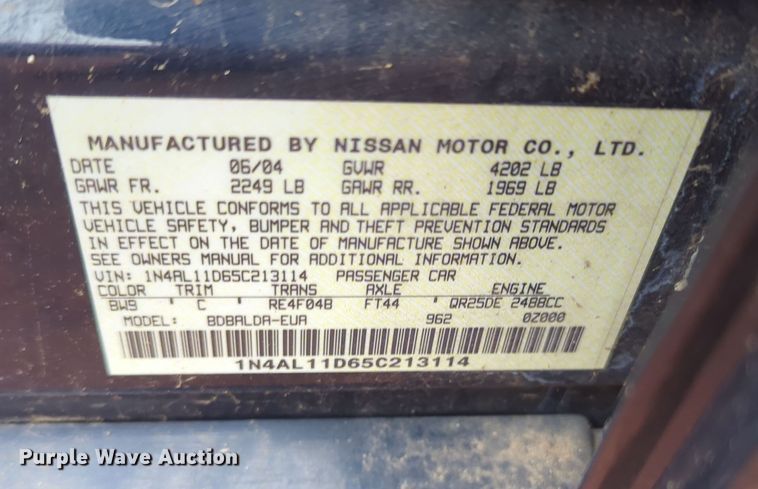 MANUFACTURED BY NISSAN MOTOR CO., LTD.
DATE 06/04 GVWR 4202 LB
GAWR FR. 2249 LB GAWR RR. 1969 LB
THIS VEHICLE CONFORMS TO ALL APPLICABLE FEDERAL MOTOR
VEHICLE SAFETY, BUMPER AND THEFT PREVENTION STANDARDS
IN EFFECT ON THE DATE OF MANUFACTURE SHOWN ABOVE.
SEE OWNERS MANUAL FOR ADDITIONAL INFORMATION.
VIN: 1N4AL11D65C213114 PASSENGER CAR
COLOR TRIM TRANS AXLE ENGINE
BW9 C RE4F04B FT44 QR25DE 2488CC
MODEL: BDBALDA-EUA 962 0Z000
1N4AL11D65C213114
Purple Wave Auction